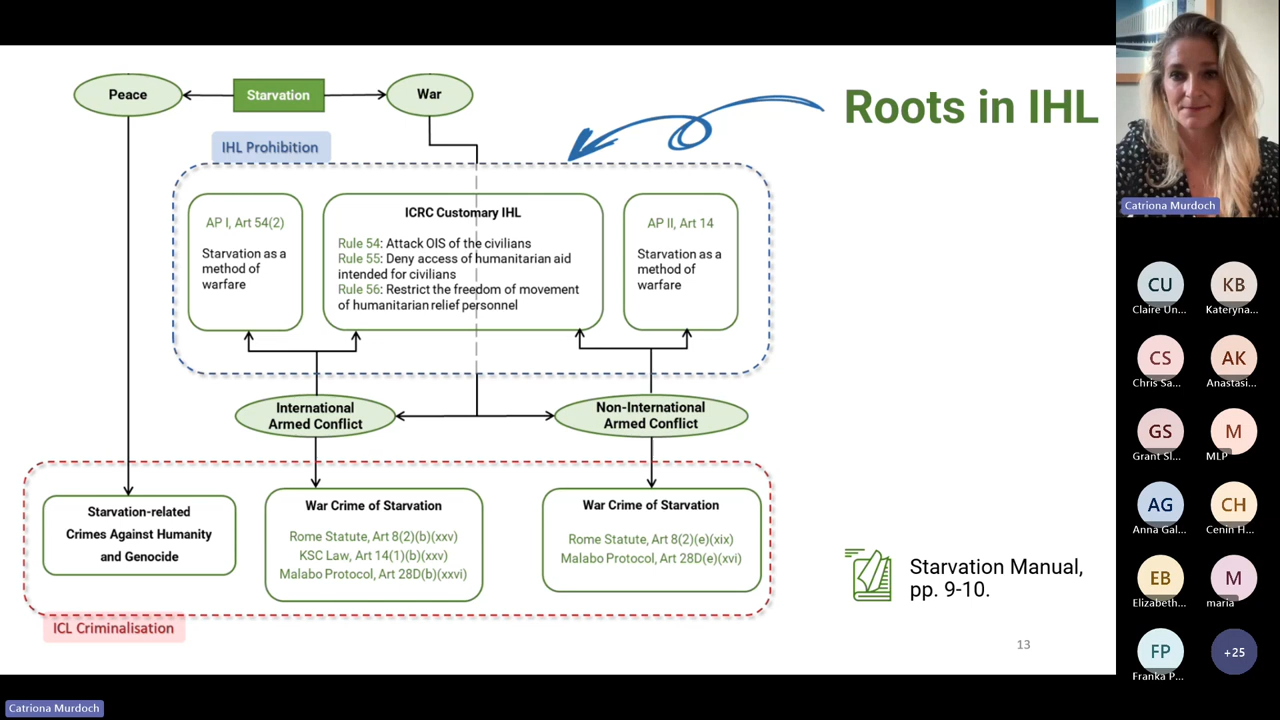 Peace
Starvation
War
Roots in IHL
IHL Prohibition
AP I, Art 54(2)
Starvation as a
method of
warfare
ICRC Customary IHL
Rule 54: Attack OIS of the civilians
Rule 55: Deny access of humanitarian aid
intended for civilians
Rule 56: Restrict the freedom of movement
of humanitarian relief personnel
AP II, Art 14
Starvation as a
method of
warfare
International
Armed Conflict
Non-International
Armed Conflict
Starvation-related
Crimes Against Humanity
and Genocide
War Crime of Starvation
Rome Statute, Art 8(2)(b)(xxv)
KSC Law, Art 14(1)(b)(xxv)
Malabo Protocol, Art 28D(b)(xxvi)
War Crime of Starvation
Rome Statute, Art 8(2)(e)(xix)
Malabo Protocol, Art 28D(e)(xvi)
ICL Criminalisation
Starvation Manual,
pp. 9-10.
13
Catriona Murdoch
CU
Claire Un...
KB
Kateryna...
CS
Chris Sa...
AK
Anastasi...
GS
Grant Sl...
M
MLP
AG
Anna Gal...
CH
Cenin H...
EB
Elizabeth...
M
maria
FP
Franka P...
+25
Catriona Murdoch